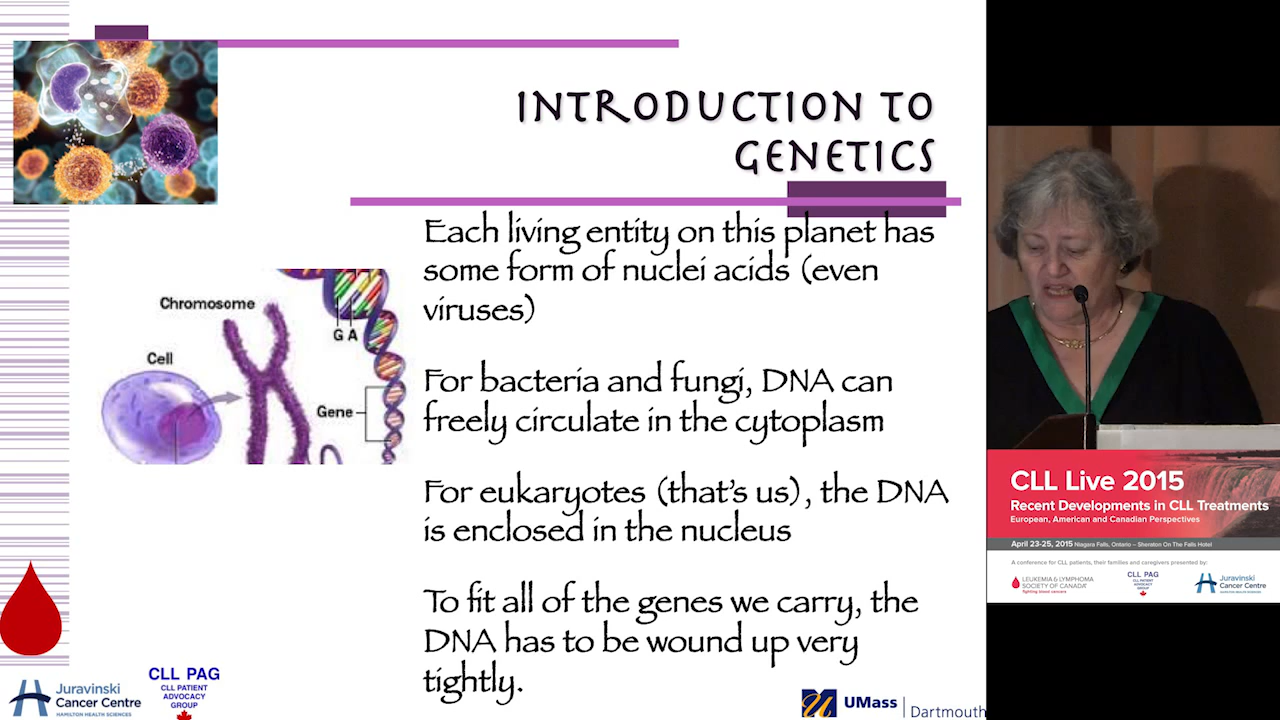 INTRODUCTION TO
GENETICS
Each living entity on this planet has
some form of nuclei acids (even
viruses)
For bacteria and fungi, DNA can
freely circulate in the cytoplasm
For eukaryotes (that's us), the DNA
is enclosed in the nucleus
To fit all of the genes we carry, the
DNA has to be wound up very
tightly.
Chromosome
G A
Cell
Gene
Juravinski
Cancer Centre
HAMILTON HEALTH SCIENCES
CLL PAG
CLL PATIENT
ADVOCACY
GROUP
UMass
Dartmouth
CLL Live 2015
Recent Developments in CLL Treatments
European, American and Canadian Perspectives
April 23-25, 2015 Niagara Falls, Ontario – Sheraton On The Falls Hotel
A conference for CLL patients, their families and caregivers presented by:
LEUKEMIA & LYMPHOMA
SOCIETY OF CANADA
fighting blood cancers
CLL PAG
CLL PATIENT
ADVOCACY
GROUP
Juravinski
Cancer Centre
HAMILTON HEALTH SCIENCES